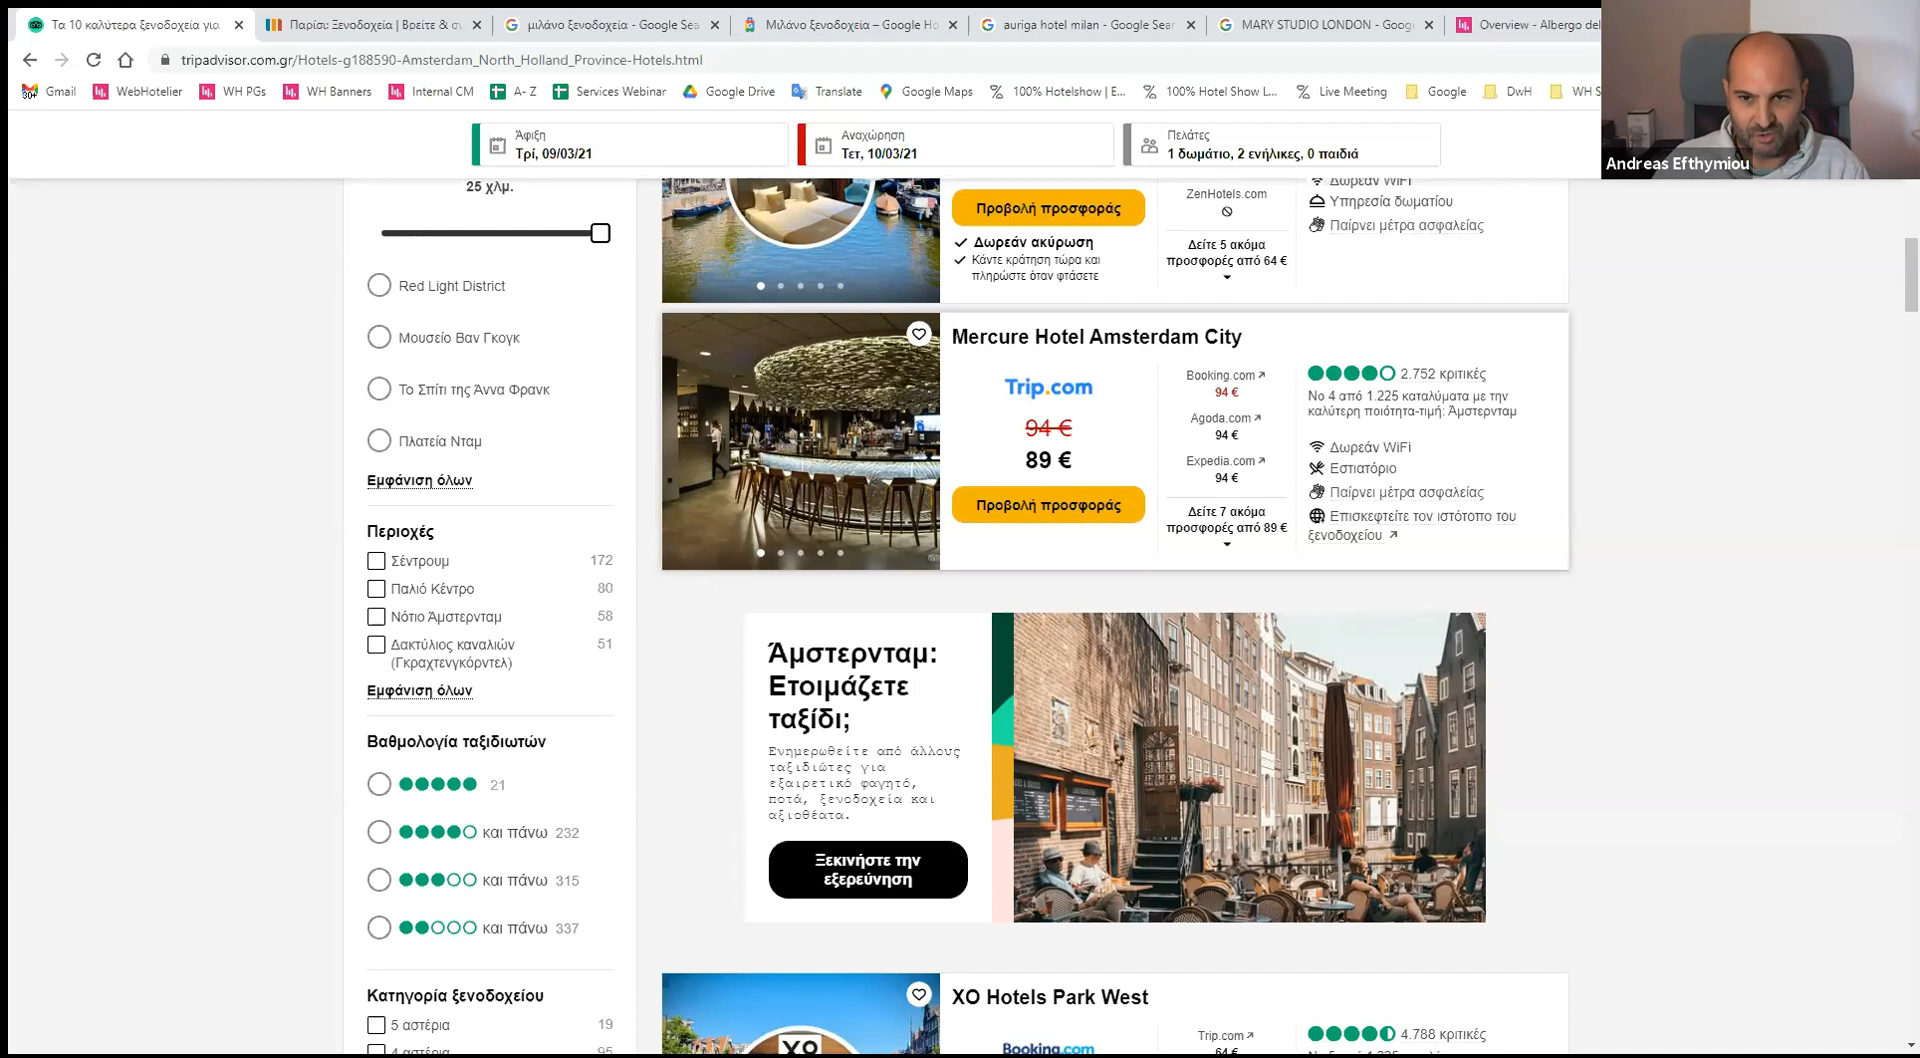 Τα 10 καλύτερα ξενοδοχεία για
Παρίσι: Ξενοδοχεία | Βρείτε & συ
μιλάνο ξενοδοχεία - Google Sea
Μιλάνο ξενοδοχεία – Google Ho
auriga hotel milan - Google Sear
MARY STUDIO LONDON - Googl
Overview - Albergo del
tripadvisor.com.gr/Hotels-g188590-Amsterdam_North_Holland_Province-Hotels.html
Gmail
WebHotelier
WH PGs
WH Banners
Internal CM
A- Z
Services Webinar
Google Drive
Translate
Google Maps
100% Hotelshow | E...
100% Hotel Show L...
Live Meeting
Google
DwH
WH S
Andreas Efthymiou
Άφιξη
Τρί, 09/03/21
Αναχώρηση
Τετ, 10/03/21
Πελάτες
1 δωμάτιο, 2 ενήλικες, 0 παιδιά
25 χλμ.
Red Light District
Μουσείο Βαν Γκογκ
Το Σπίτι της Άννα Φρανκ
Πλατεία Νταμ
Εμφάνιση όλων
Περιοχές
Σέντρουμ 172
Παλιό Κέντρο 80
Νότιο Άμστερνταμ 58
Δακτύλιος καναλιών 51
(Γκραχτενγκόρντελ)
Εμφάνιση όλων
Βαθμολογία ταξιδιωτών
21
και πάνω 232
και πάνω 315
και πάνω 337
Κατηγορία ξενοδοχείου
5 αστέρια 19
4 αστέρια 95
Προβολή προσφοράς
Δωρεάν ακύρωση
Κάντε κράτηση τώρα και
πληρώστε όταν φτάσετε
ZenHotels.com
Δείτε 5 ακόμα
προσφορές από 64 €
Δωρεάν WiFi
Υπηρεσία δωματίου
Παίρνει μέτρα ασφαλείας
Mercure Hotel Amsterdam City
Trip.com
94 €
89 €
Προβολή προσφοράς
Booking.com
94 €
Agoda.com
94 €
Expedia.com
94 €
Δείτε 7 ακόμα
προσφορές από 89 €
2.752 κριτικές
Νο 4 από 1.225 καταλύματα με την
καλύτερη ποιότητα-τιμή: Άμστερνταμ
Δωρεάν WiFi
Εστιατόριο
Παίρνει μέτρα ασφαλείας
Επισκεφτείτε τον ιστότοπο του
ξενοδοχείου
Άμστερνταμ:
Ετοιμάζετε
ταξίδι;
Ενημερωθείτε από άλλους
ταξιδιώτες για
εξαιρετικό φαγητό,
ποτά, ξενοδοχεία και
αξιοθέατα.
Ξεκινήστε την
εξερεύνηση
XO
XO Hotels Park West
Booking.com
Trip.com
64 €
4.788 κριτικές